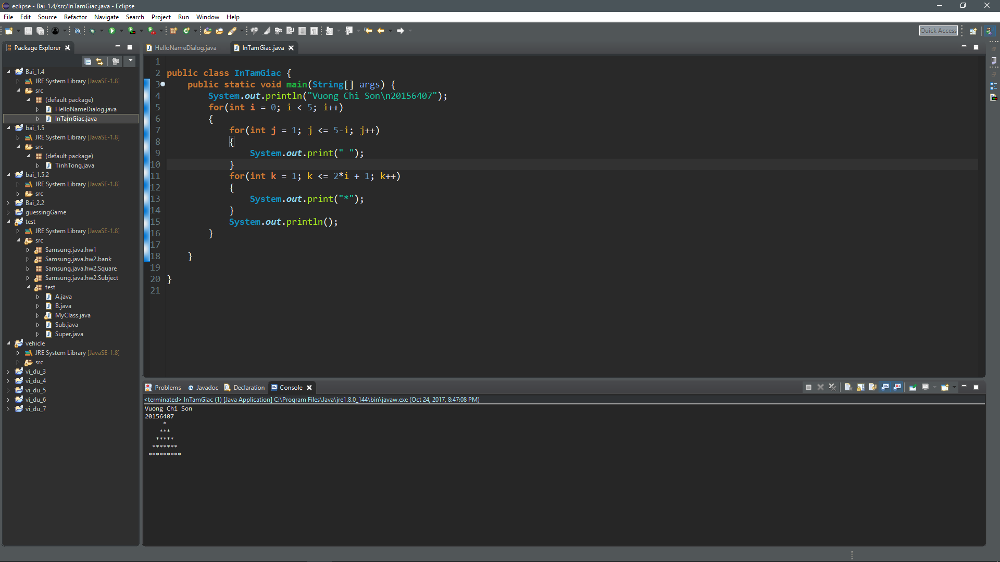 eclipse - Bai_1.4/src/InTamGiac.java - Eclipse
File Edit Source Refactor Navigate Search Project Run Window Help
Quick Access
Package Explorer
Bai_1.4
JRE System Library [JavaSE-1.8]
src
(default package)
HelloNameDialog.java
InTamGiac.java
bai_1.5
JRE System Library [JavaSE-1.8]
src
(default package)
TinhTong.java
bai_1.5.2
JRE System Library [JavaSE-1.8]
src
Bai_2.2
guessingGame
test
JRE System Library [JavaSE-1.8]
src
Samsung.java.hw1
Samsung.java.hw2.bank
Samsung.java.hw2.Square
Samsung.java.hw2.Subject
test
A.java
B.java
MyClass.java
Sub.java
Super.java
vehicle
JRE System Library [JavaSE-1.8]
src
vi_du_3
vi_du_4
vi_du_5
vi_du_6
vi_du_7
HelloNameDialog.java InTamGiac.java
1
2 public class InTamGiac {
3     public static void main(String[] args) {
4         System.out.println("Vuong Chi Son\n20156407");
5         for(int i = 0; i < 5; i++)
6         {
7             for(int j = 1; j <= 5-i; j++)
8             {
9                 System.out.print(" ");
10             }
11             for(int k = 1; k <= 2*i + 1; k++)
12             {
13                 System.out.print("*");
14             }
15             System.out.println();
16         }
17
18     }
19
20 }
21
Problems @ Javadoc Declaration Console
<terminated> InTamGiac (1) [Java Application] C:\Program Files\Java\jre1.8.0_144\bin\javaw.exe (Oct 24, 2017, 8:47:08 PM)
Vuong Chi Son
20156407
     *
    ***
   *****
  *******
 *********